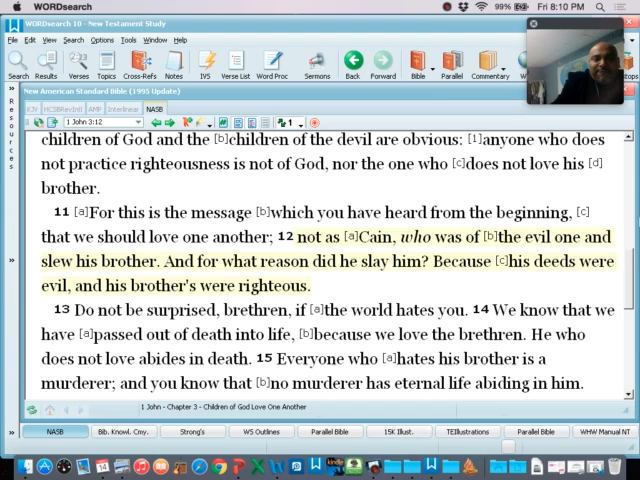 WORDsearch
99%
Fri 8:10 PM
WORDsearch 10 - New Testament Study
File Edit View Search Options Tools Window Help
Search Results Verses Topics Cross-Refs Notes IVS Verse List Word Proc Sermons Back Forward Bible Parallel Commentary
New American Standard Bible (1995 Update)
KJV HCSBRevInII AMP Interlinear NASB
1 John 3:12
Resources
children of God and the [b]children of the devil are obvious: [1]anyone who does
not practice righteousness is not of God, nor the one who [c]does not love his [d]
brother.
11 [a]For this is the message [b]which you have heard from the beginning, [c]
that we should love one another; 12 not as [a]Cain, who was of [b]the evil one and
slew his brother. And for what reason did he slay him? Because [c]his deeds were
evil, and his brother's were righteous.
13 Do not be surprised, brethren, if [a]the world hates you. 14 We know that we
have [a]passed out of death into life, [b]because we love the brethren. He who
does not love abides in death. 15 Everyone who [a]hates his brother is a
murderer; and you know that [b]no murderer has eternal life abiding in him.
1 John - Chapter 3 - Children of God Love One Another
NASB Bib. Knowl. Cmy. Strong's WS Outlines Parallel Bible 15K Illust. TEIllustrations Parallel Bible WHW Manual NT